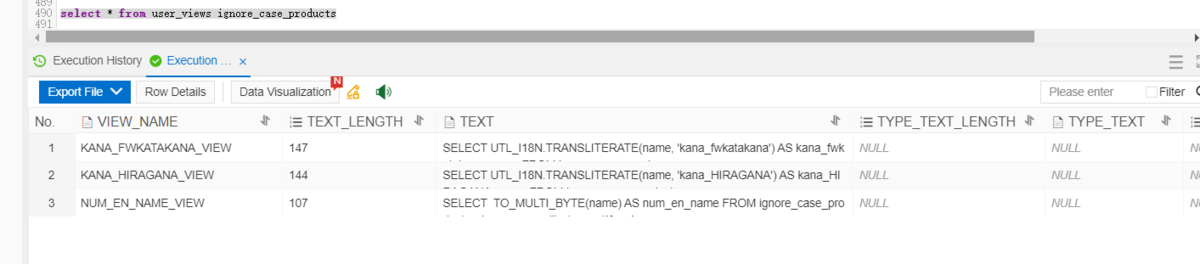 489
490 select * from user_views ignore_case_products
491
Execution History Execution ... ×
Export File Row Details Data Visualization N Please enter Filter
No. VIEW_NAME TEXT_LENGTH TEXT TYPE_TEXT_LENGTH TYPE_TEXT
1 KANA_FWKATAKANA_VIEW 147 SELECT UTL_I18N.TRANSLITERATE(name, 'kana_fwkatakana') AS kana_fwk NULL NULL NU
2 KANA_HIRAGANA_VIEW 144 SELECT UTL_I18N.TRANSLITERATE(name, 'kana_HIRAGANA') AS kana_HI NULL NULL NU
3 NUM_EN_NAME_VIEW 107 SELECT TO_MULTI_BYTE(name) AS num_en_name FROM ignore_case_pro NULL NULL NU